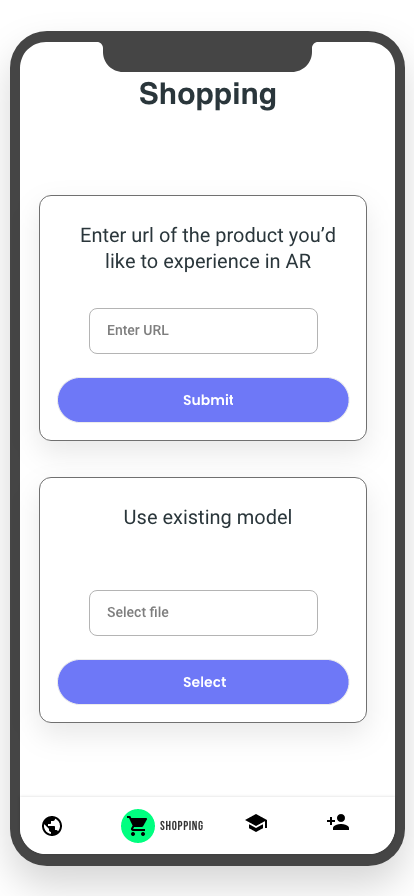 Shopping
Enter url of the product you’d
like to experience in AR
Enter URL
Submit
Use existing model
Select file
Select
SHOPPING